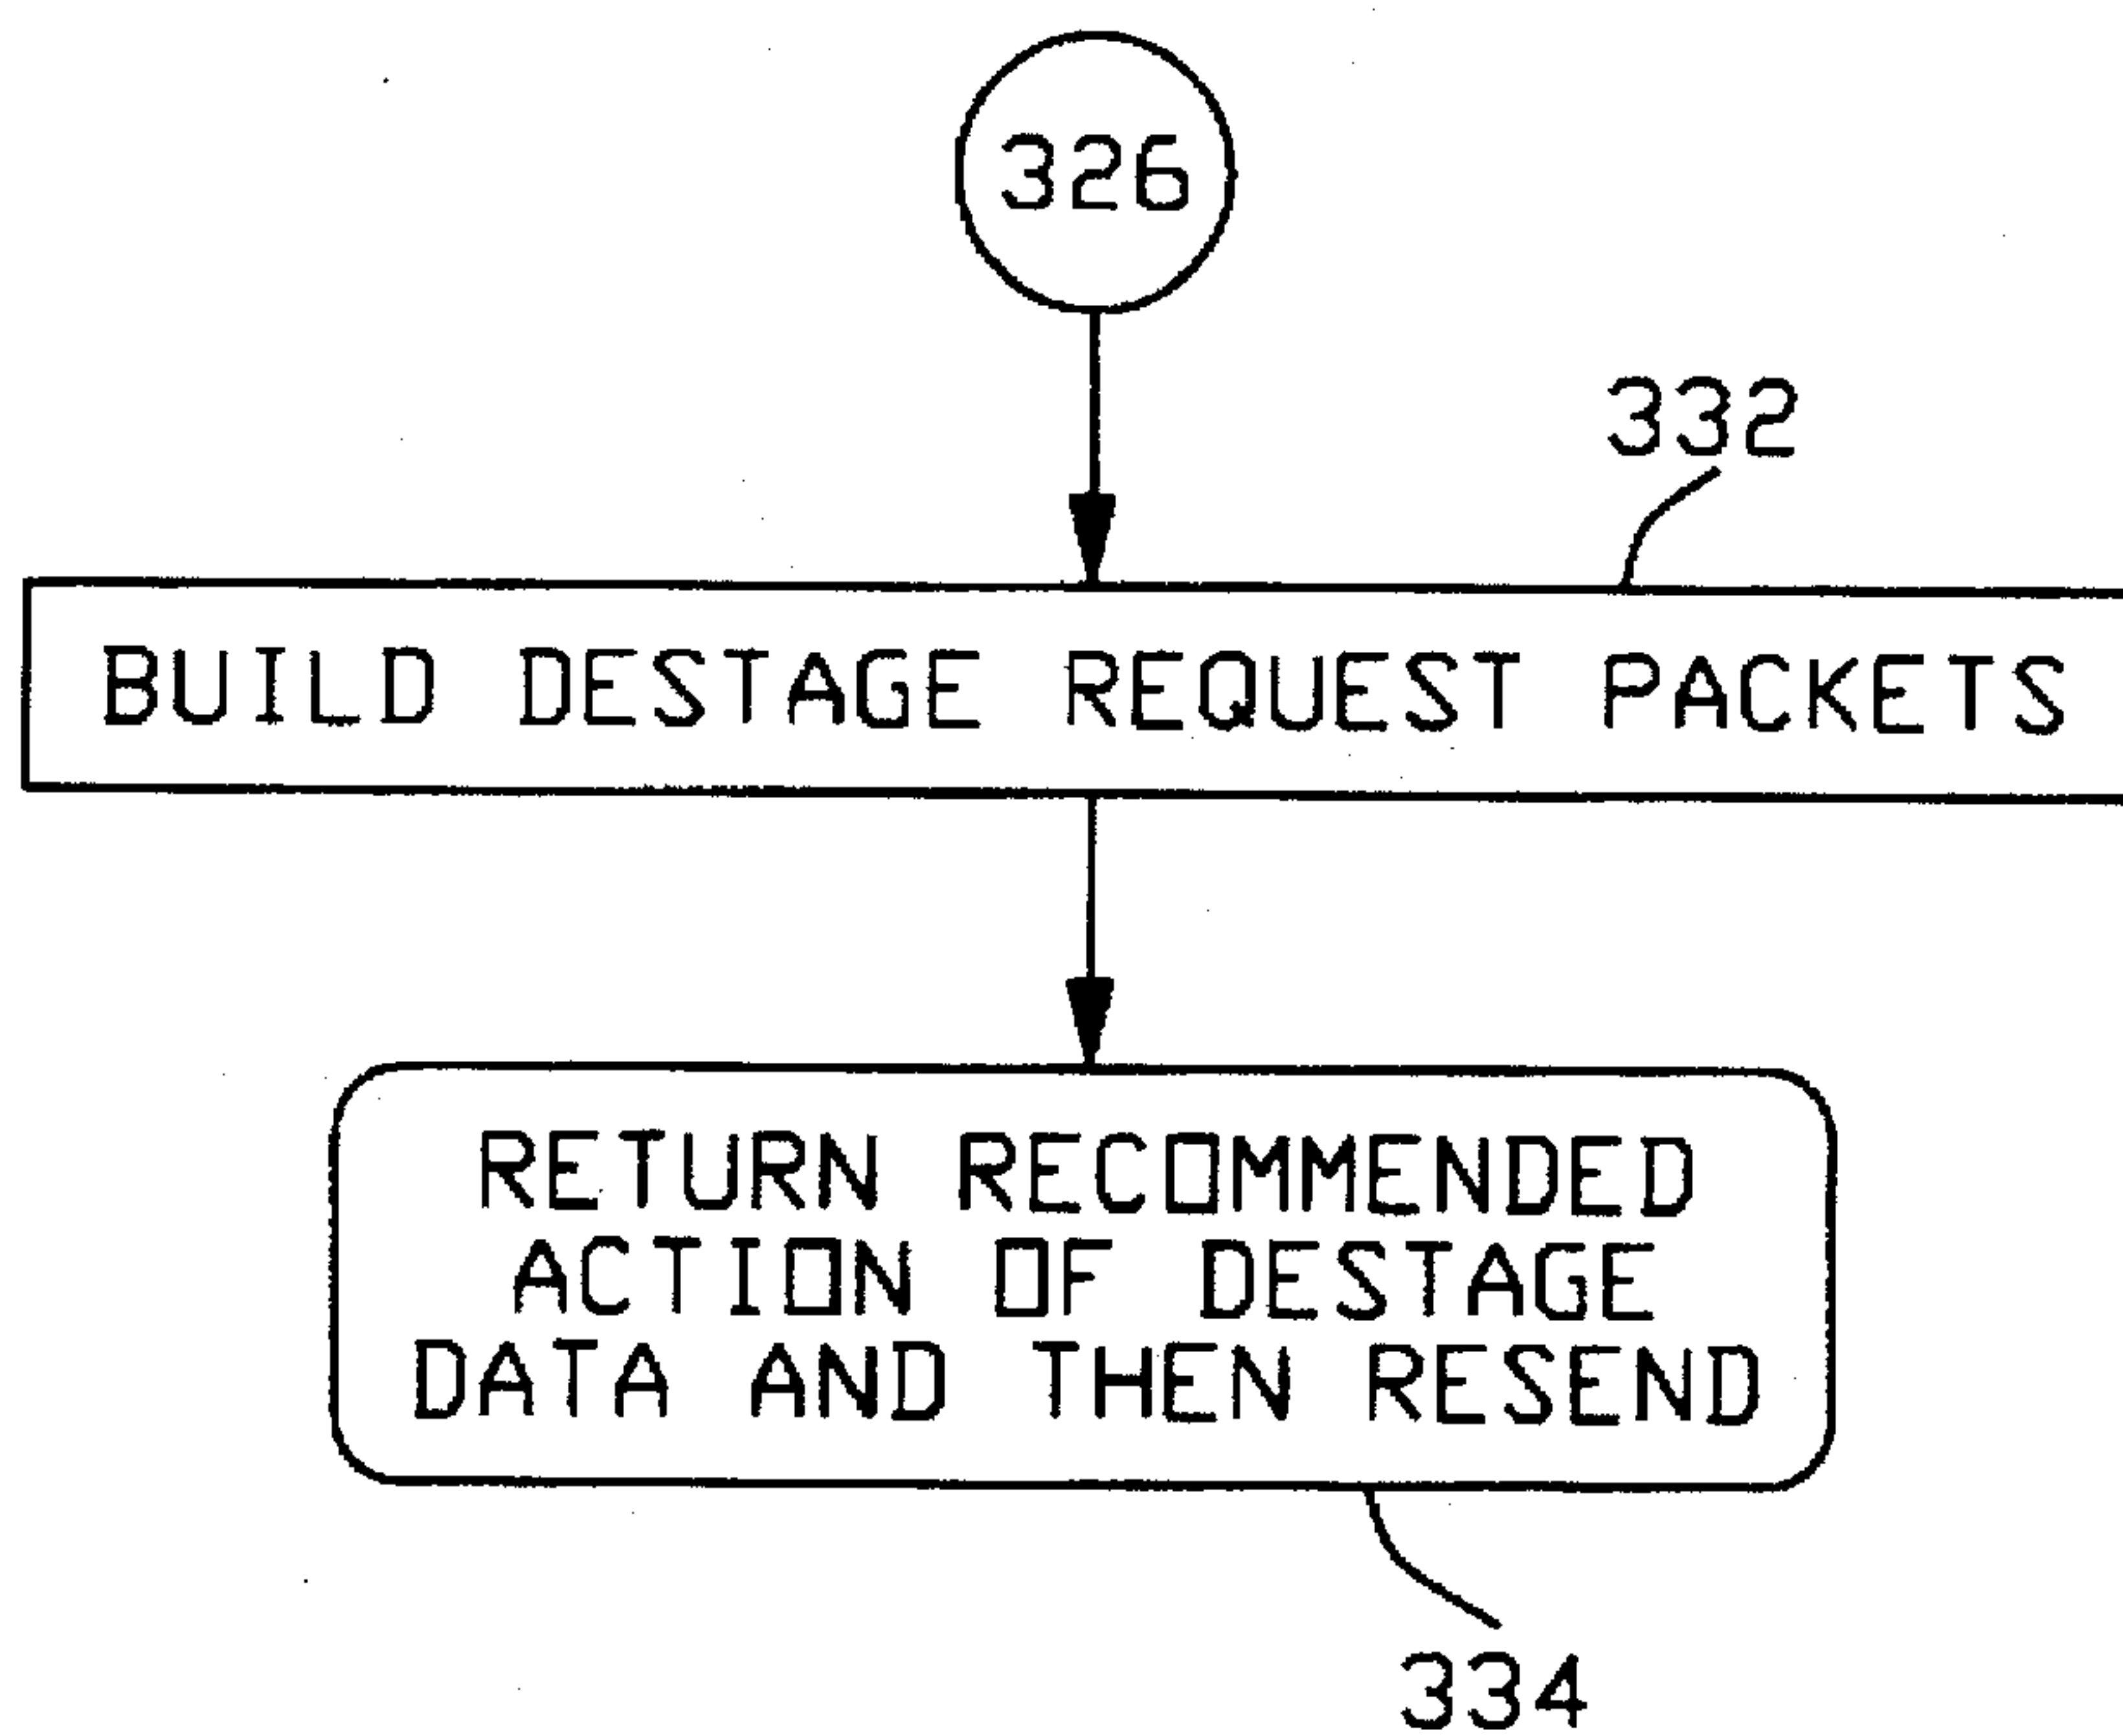 326
332
BUILD DESTAGE REQUEST PACKETS
RETURN RECOMMENDED
ACTION OF DESTAGE
DATA AND THEN RESEND
334